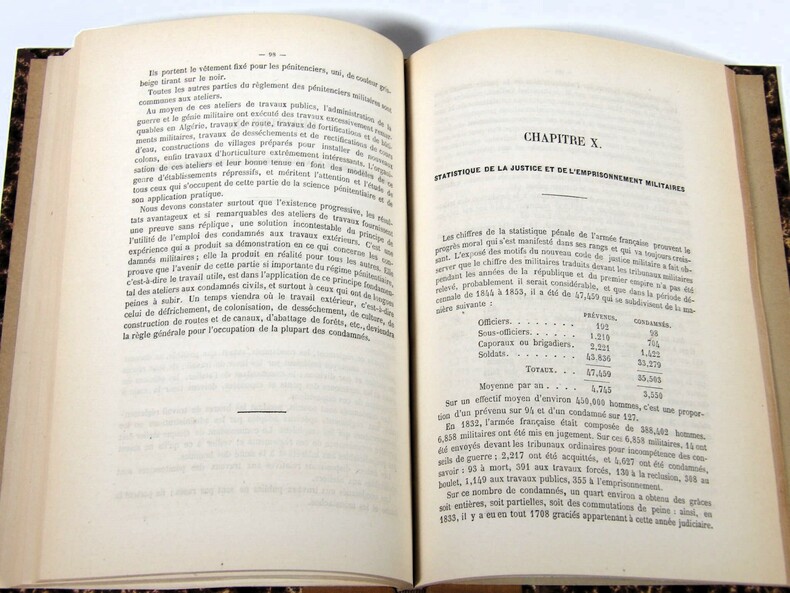 — 98 —
Ils portent le vêtement fixé pour les pénitenciers, uni, de couleur gris-
beige tirant sur le noir.
Toutes les autres parties du règlement des pénitenciers militaires sont
communes aux ateliers.
Au moyen de ces ateliers de travaux publics, l'administration de la
guerre et le génie militaire ont exécuté des travaux excessivement remar-
quables en Algérie, travaux de route, travaux de fortifications et de bâti-
ments militaires, travaux de desséchements et de rectifications de cours
d'eau, constructions de villages préparés pour installer de nouveaux
colons, enfin travaux d'horticulture extrêmement intéressants. L'organi-
sation de ces ateliers et leur bonne tenue en font des modèles de ce
genre d'établissements répressifs, et méritent l'attention et l'étude de
tous ceux qui s'occupent de cette partie de la science pénitentiaire et de
son application pratique.
Nous devons constater surtout que l'existence progressive, les résul-
tats avantageux et si remarquables des ateliers de travaux fournissent
une preuve sans réplique, une solution incontestable du principe de
l'utilité de l'emploi des condamnés aux travaux extérieurs. C'est une
expérience qui a produit sa démonstration en ce qui concerne les con-
damnés militaires; elle la produit en réalité pour tous les autres. Elle
prouve que l'avenir de cette partie si importante du régime pénitentiaire,
c'est-à-dire le travail utile, est dans l'application de ce principe fondamen-
tal des ateliers aux condamnés civils, et surtout à ceux qui ont de longues
peines à subir. Un temps viendra où le travail extérieur, c'est-à-dire
celui de défrichement, de colonisation, de desséchement, de culture, de
construction de routes et de canaux, d'abattage de forêts, etc., deviendra
la règle générale pour l'occupation de la plupart des condamnés.
CHAPITRE X.
STATISTIQUE DE LA JUSTICE ET DE L'EMPRISONNEMENT MILITAIRES
Les chiffres de la statistique pénale de l'armée française prouvent le
progrès moral qui s'est manifesté dans ses rangs et qui va toujours crois-
sant. L'exposé des motifs du nouveau code de justice militaire a fait ob-
server que le chiffre des militaires traduits devant les tribunaux militaires
pendant les années de la république et du premier empire n'a pas été
relevé, probablement il serait considérable, et que dans la période dé-
cennale de 1844 à 1853, il a été de 47,459 qui se subdivisent de la ma-
nière suivante :
PRÉVENUS. CONDAMNÉS.
Officiers. . . . . . . . 192 98
Sous-officiers. . . . . . 1,210 704
Caporaux ou brigadiers. . 2,221 1,422
Soldats. . . . . . . . . 43,836 33,279
Totaux. . . 47,459 35,503
Moyenne par an . . . . 4,745 3,550
Sur un effectif moyen d'environ 450,000 hommes, c'est une propor-
tion d'un prévenu sur 94 et d'un condamné sur 127.
En 1832, l'armée française était composée de 388,402 hommes.
6,858 militaires ont été mis en jugement. Sur ces 6,858 militaires, 14 ont
été envoyés devant les tribunaux ordinaires pour incompétence des con-
seils de guerre; 2,217 ont été acquittés, et 4,627 ont été condamnés,
savoir : 93 à mort, 391 aux travaux forcés, 130 à la reclusion, 308 au
boulet, 1,149 aux travaux publics, 355 à l'emprisonnement.
Sur ce nombre de condamnés, un quart environ a obtenu des grâces
soit entières, soit partielles, soit des commutations de peine : ainsi, en
1833, il y a eu en tout 1708 graciés appartenant à cette année judiciaire.